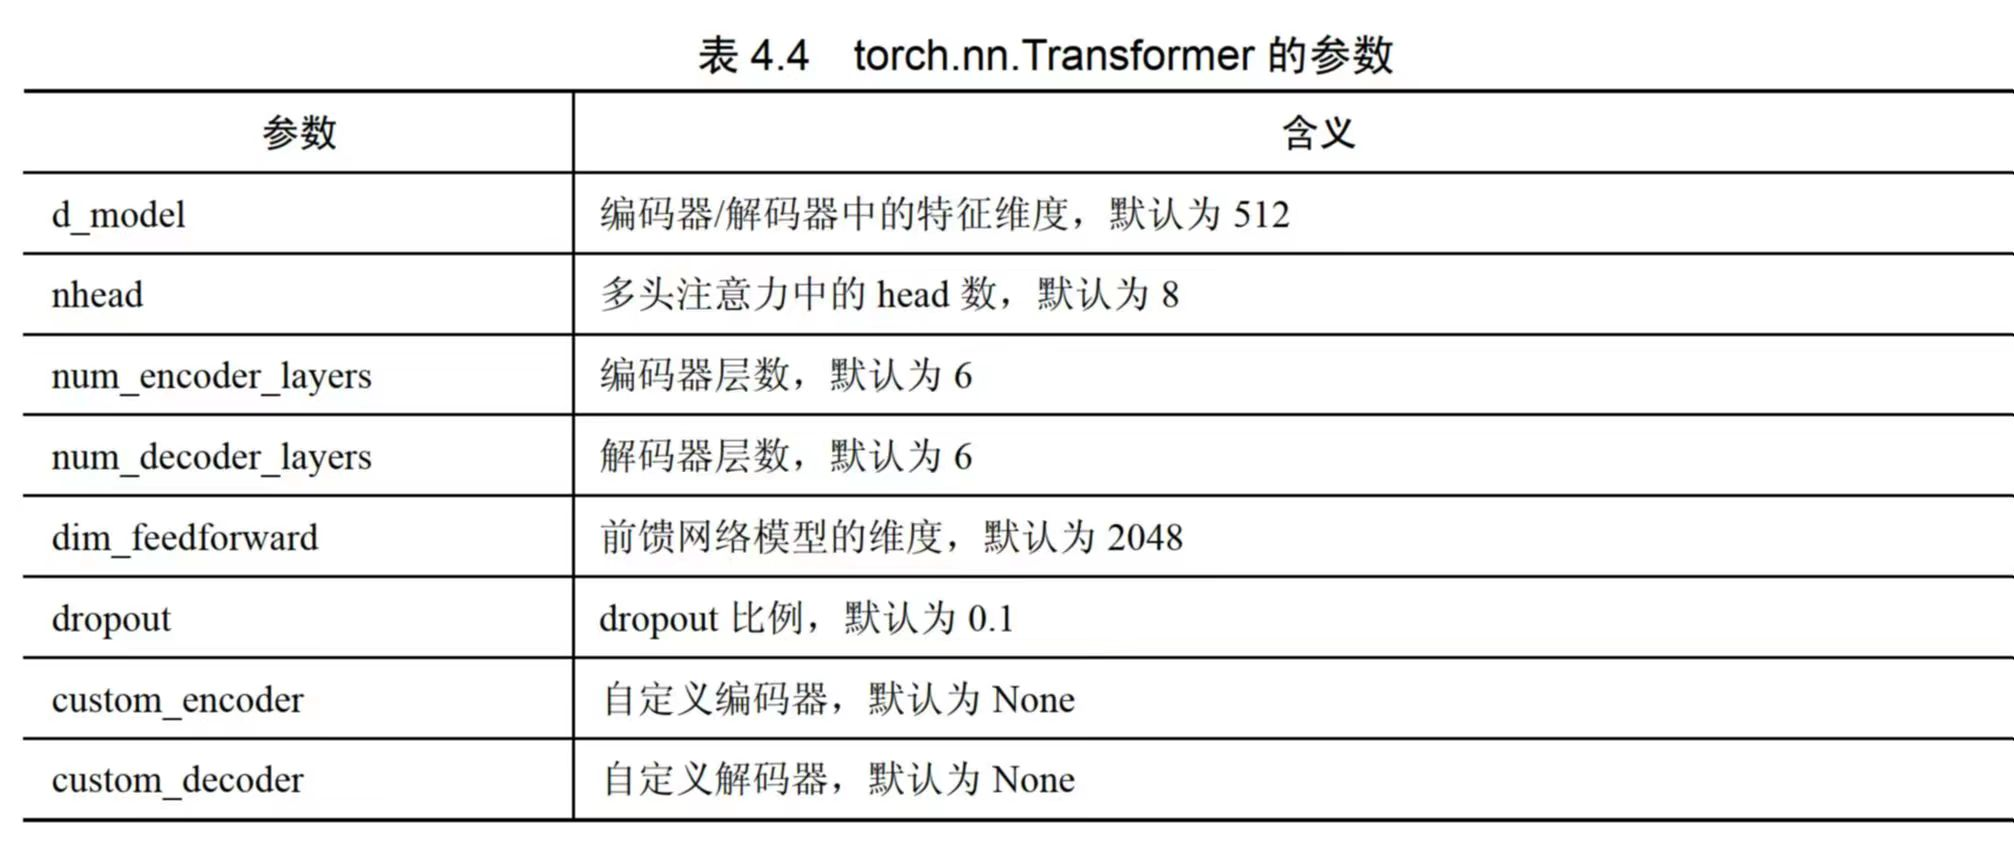 表 4.4 torch.nn.Transformer 的参数
参数 含义
d_model 编码器/解码器中的特征维度，默认为 512
nhead 多头注意力中的 head 数，默认为 8
num_encoder_layers 编码器层数，默认为 6
num_decoder_layers 解码器层数，默认为 6
dim_feedforward 前馈网络模型的维度，默认为 2048
dropout dropout 比例，默认为 0.1
custom_encoder 自定义编码器，默认为 None
custom_decoder 自定义解码器，默认为 None